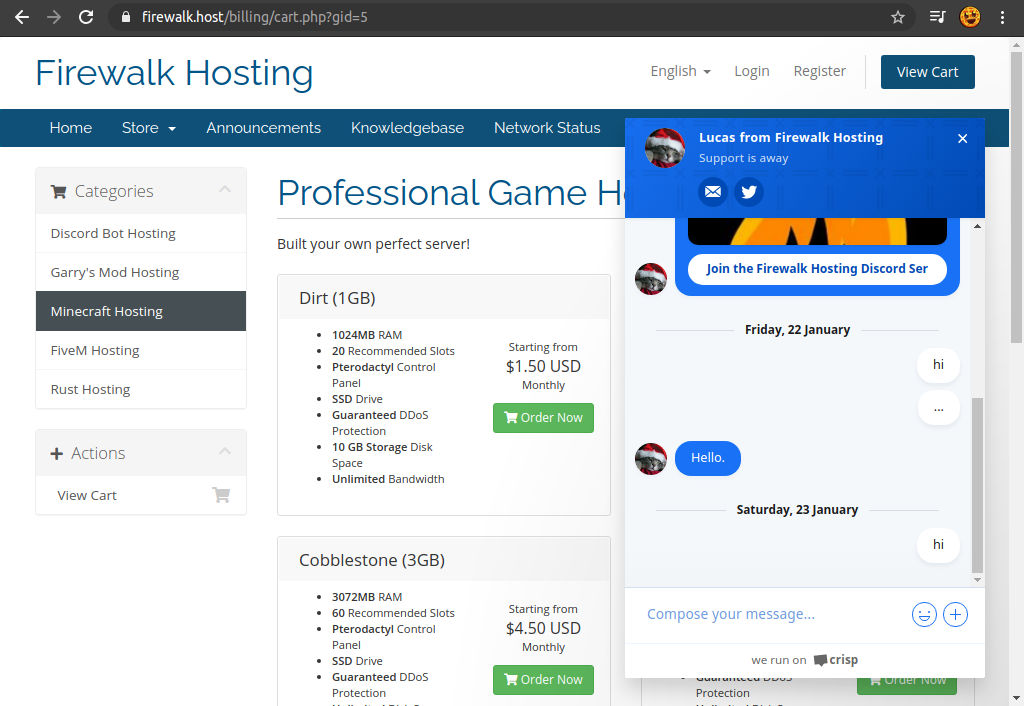 firewalk.host/billing/cart.php?gid=5
Firewalk Hosting
English
Login
Register
View Cart
Home
Store
Announcements
Knowledgebase
Network Status
Categories
Discord Bot Hosting
Garry's Mod Hosting
Minecraft Hosting
FiveM Hosting
Rust Hosting
Actions
View Cart
Professional Game H
Built your own perfect server!
Dirt (1GB)
1024MB RAM
20 Recommended Slots
Pterodactyl Control
Panel
SSD Drive
Guaranteed DDoS
Protection
10 GB Storage Disk
Space
Unlimited Bandwidth
Starting from
$1.50 USD
Monthly
Order Now
Cobblestone (3GB)
3072MB RAM
60 Recommended Slots
Pterodactyl Control
Panel
SSD Drive
Guaranteed DDoS
Protection
Starting from
$4.50 USD
Monthly
Order Now
Guaranteed DDoS
Protection
Order Now
Lucas from Firewalk Hosting
Support is away
Join the Firewalk Hosting Discord Ser
Friday, 22 January
hi
...
Hello.
Saturday, 23 January
hi
Compose your message...
we run on crisp